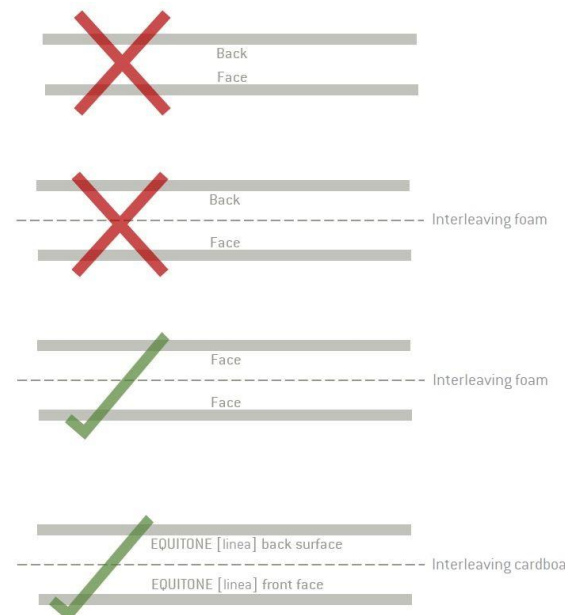 Back
Face
Back
Interleaving foam
Face
Face
Interleaving foam
Face
EQUITONE [linea] back surface
Interleaving cardboa
EQUITONE [linea] front face